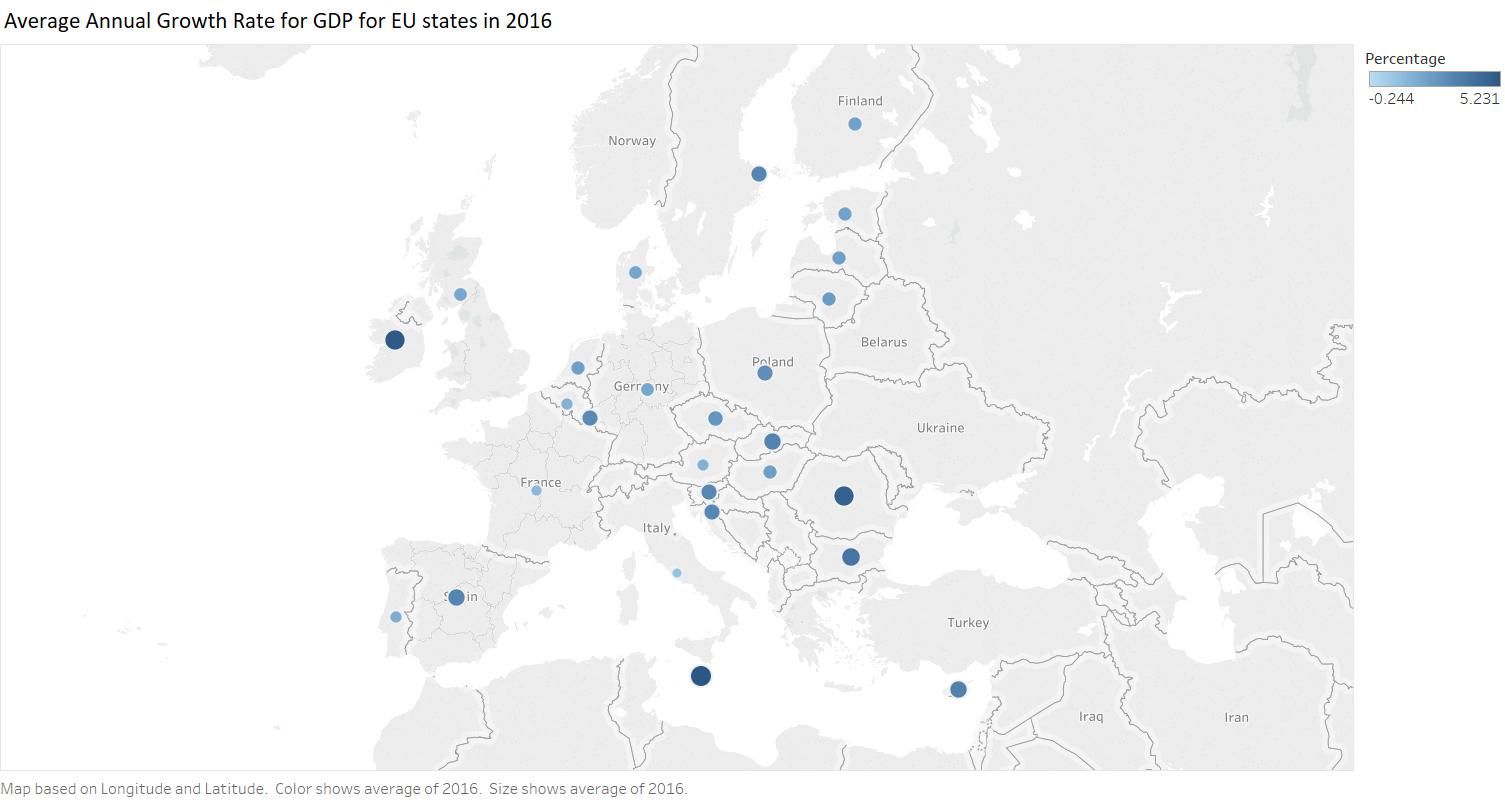 Average Annual Growth Rate for GDP for EU states in 2016
Percentage
-0.244 5.231
Finland
Norway
Belarus
Poland
Germany
Ukraine
France
Italy
Spain
Turkey
Iraq
Iran
Map based on Longitude and Latitude. Color shows average of 2016. Size shows average of 2016.